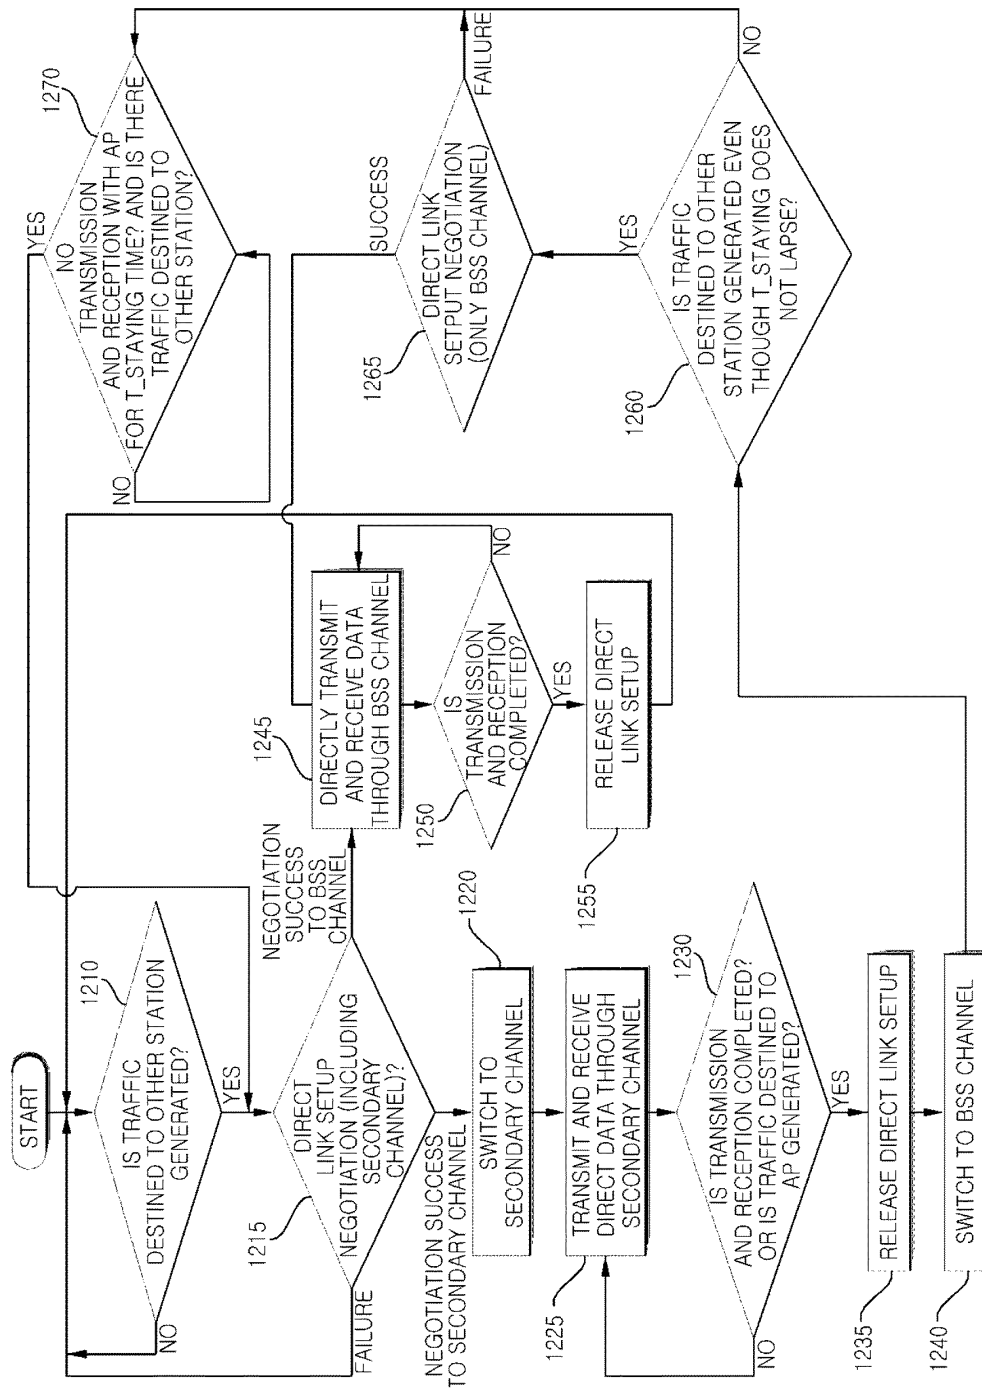 START
1210
IS TRAFFIC
DESTINED TO OTHER STATION
GENERATED?
NO
YES
1215
DIRECT
LINK SETUP
NEGOTIATION (INCLUDING
SECONDARY
CHANNEL)?
FAILURE
NEGOTIATION
SUCCESS
TO BSS
CHANNEL
NEGOTIATION SUCCESS
TO SECONDARY CHANNEL
1220
SWITCH TO
SECONDARY CHANNEL
1225
TRANSMIT AND RECEIVE
DIRECT DATA THROUGH
SECONDARY CHANNEL
1230
IS TRANSMISSION
AND RECEPTION COMPLETED?
OR IS TRAFFIC DESTINED TO
AP GENERATED?
NO
YES
1235
RELEASE DIRECT LINK SETUP
1240
SWITCH TO BSS CHANNEL
1245
DIRECTLY TRANSMIT
AND RECEIVE DATA
THROUGH BSS CHANNEL
1250
IS
TRANSMISSION
AND RECEPTION
COMPLETED?
NO
YES
1255
RELEASE DIRECT
LINK SETUP
1270
NO
TRANSMISSION
AND RECEPTION WITH AP
FOR T_STAYING TIME? AND IS THERE
TRAFFIC DESTINED TO
OTHER STATION?
YES
NO
1265
DIRECT LINK
SETPUT NEGOTIATION
(ONLY BSS CHANNEL)
SUCCESS
FAILURE
1260
IS TRAFFIC
DESTINED TO OTHER
STATION GENERATED EVEN
THOUGH T_STAYING DOES
NOT LAPSE?
YES
NO